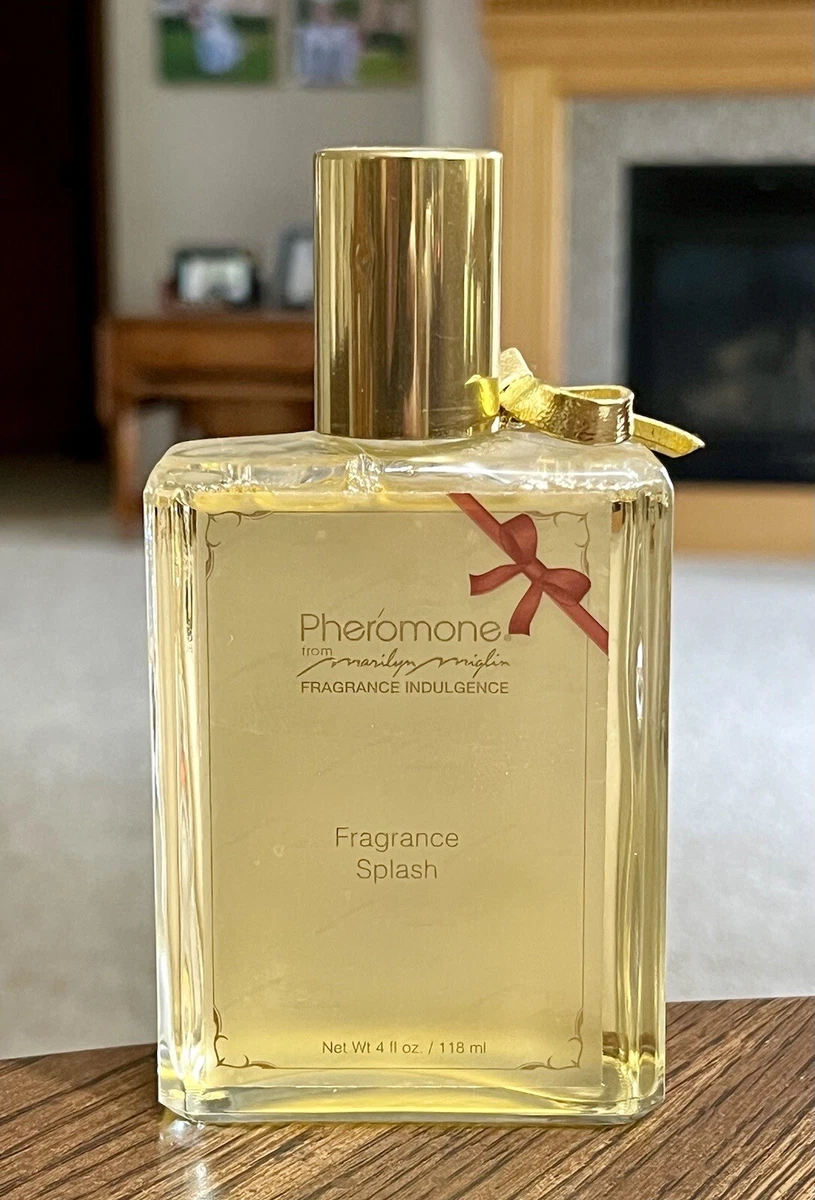 Pherómone®
from
marilyn miglin
FRAGRANCE INDULGENCE
Fragrance
Splash
Net Wt 4 fl oz. / 118 ml